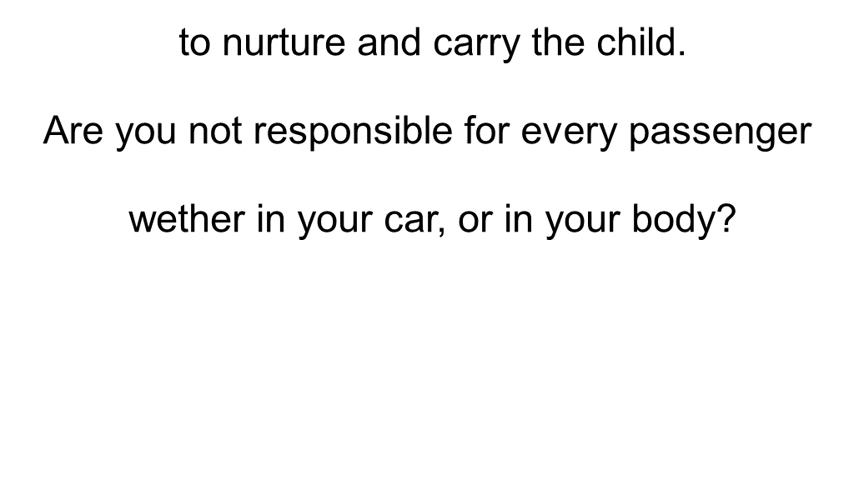 to nurture and carry the child.
Are you not responsible for every passenger
wether in your car, or in your body?